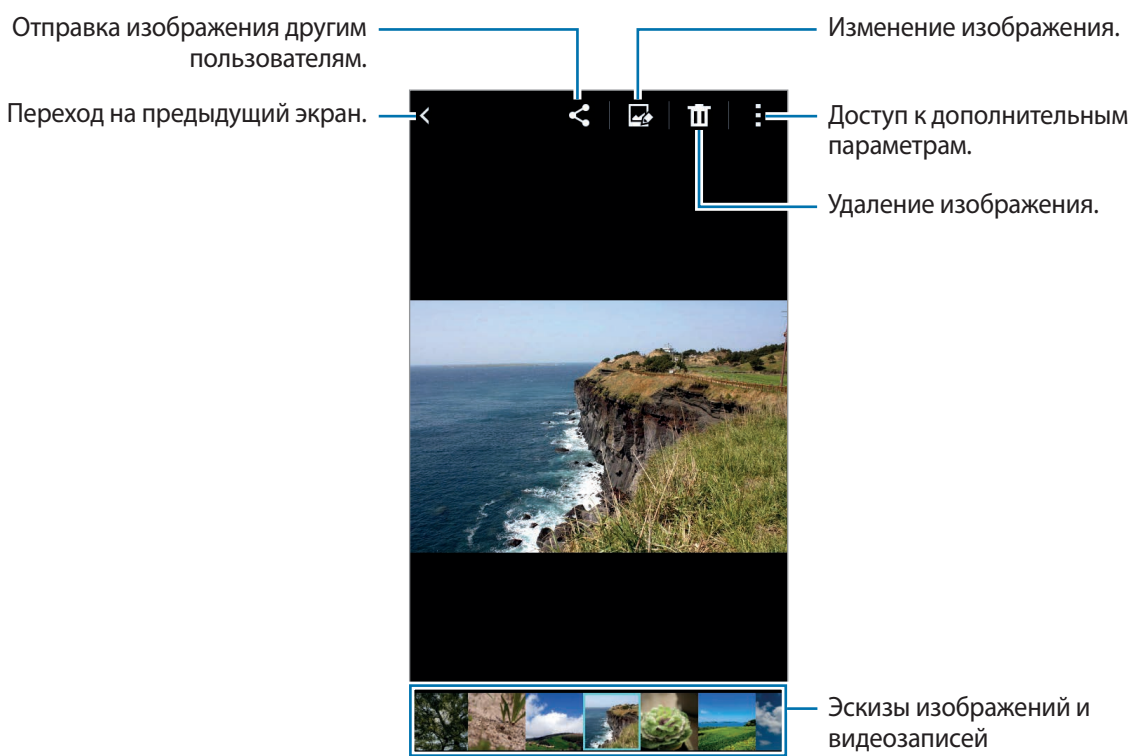 Отправка изображения другим
пользователям.
Переход на предыдущий экран.
Изменение изображения.
Доступ к дополнительным
параметрам.
Удаление изображения.
Эскизы изображений и
видеозаписей